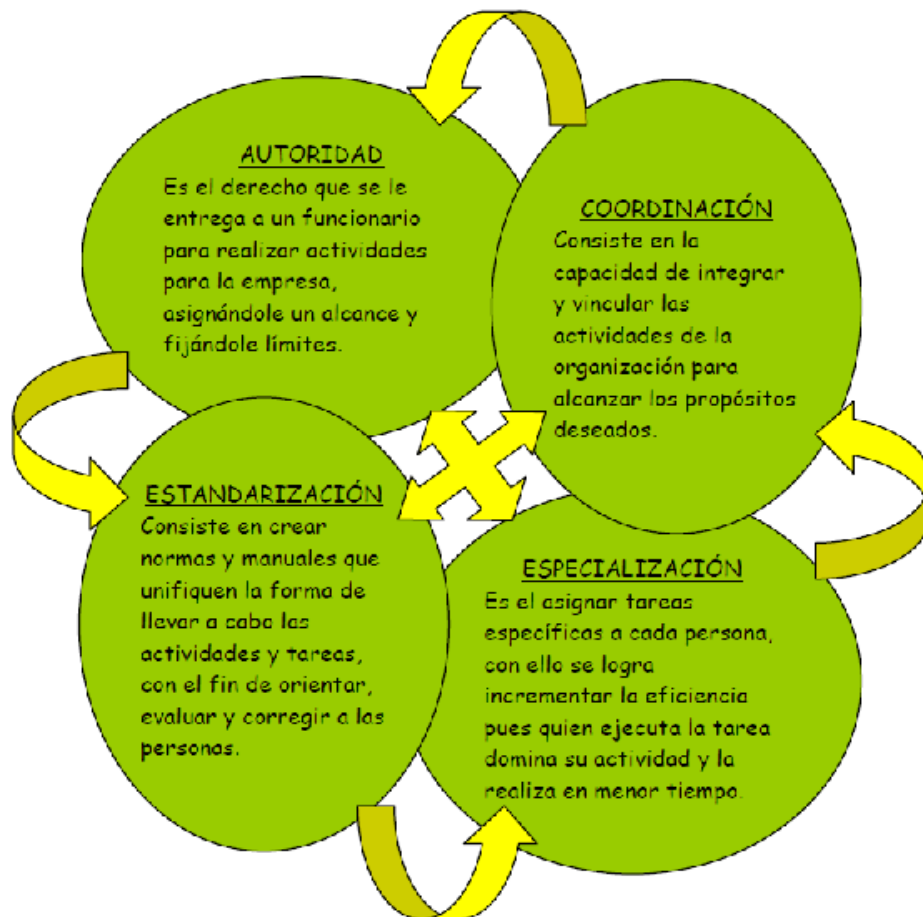 AUTORIDAD
Es el derecho que se le
entrega a un funcionario
para realizar actividades
para la empresa,
asignándole un alcance y
fijándole límites.
COORDINACIÓN
Consiste en la
capacidad de integrar
y vincular las
actividades de la
organización para
alcanzar los propósitos
deseados.
ESTANDARIZACIÓN
Consiste en crear
normas y manuales que
unifiquen la forma de
llevar a cabo las
actividades y tareas,
con el fin de orientar,
evaluar y corregir a las
personas.
ESPECIALIZACIÓN
Es el asignar tareas
específicas a cada persona,
con ello se logra
incrementar la eficiencia
pues quien ejecuta la tarea
domina su actividad y la
realiza en menor tiempo.